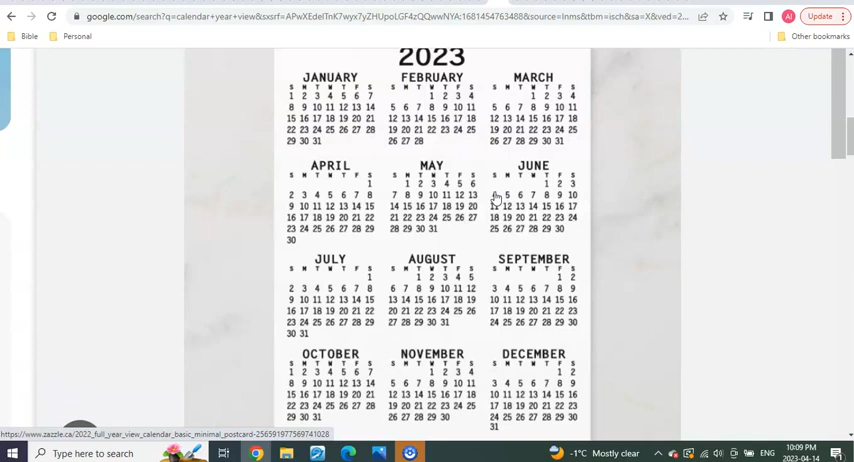 google.com/search?q=calendar+year+view&sxsrf=APwXEdelTnK7wyx7yZHUpoLGF4zQQwwNYA:1681454763488&source=lnms&tbm=isch&sa=X&ved=2...
Update
Bible
Personal
Other bookmarks
2023
JANUARY FEBRUARY MARCH
S M T W T F S S M T W T F S S M T W T F S
1 2 3 4 5 6 7 1 2 3 4 1 2 3 4
8 9 10 11 12 13 14 5 6 7 8 9 10 11 5 6 7 8 9 10 11
15 16 17 18 19 20 21 12 13 14 15 16 17 18 12 13 14 15 16 17 18
22 23 24 25 26 27 28 19 20 21 22 23 24 25 19 20 21 22 23 24 25
29 30 31 26 27 28 26 27 28 29 30 31
APRIL MAY JUNE
S M T W T F S S M T W T F S S M T W T F S
1 1 2 3 4 5 6 1 2 3
2 3 4 5 6 7 8 7 8 9 10 11 12 13 5 6 7 8 9 10
9 10 11 12 13 14 15 14 15 16 17 18 19 20 11 12 13 14 15 16 17
16 17 18 19 20 21 22 21 22 23 24 25 26 27 18 19 20 21 22 23 24
23 24 25 26 27 28 29 28 29 30 31 25 26 27 28 29 30
30
JULY AUGUST SEPTEMBER
S M T W T F S S M T W T F S S M T W T F S
1 1 2 3 4 5 1 2
2 3 4 5 6 7 8 6 7 8 9 10 11 12 3 4 5 6 7 8 9
9 10 11 12 13 14 15 13 14 15 16 17 18 19 10 11 12 13 14 15 16
16 17 18 19 20 21 22 20 21 22 23 24 25 26 17 18 19 20 21 22 23
23 24 25 26 27 28 29 27 28 29 30 31 24 25 26 27 28 29 30
30 31
OCTOBER NOVEMBER DECEMBER
S M T W T F S S M T W T F S S M T W T F S
1 2 3 4 5 6 7 1 2 3 4 1 2
8 9 10 11 12 13 14 5 6 7 8 9 10 11 3 4 5 6 7 8 9
15 16 17 18 19 20 21 12 13 14 15 16 17 18 10 11 12 13 14 15 16
22 23 24 25 26 27 28 19 20 21 22 23 24 25 17 18 19 20 21 22 23
29 30 31 26 27 28 29 30 24 25 26 27 28 29 30
31
https://www.zazzle.ca/2022_full_year_view_calendar_basic_minimal_postcard-256591977569741028
Type here to search
-1°C Mostly clear
ENG
10:09 PM
2023-04-14